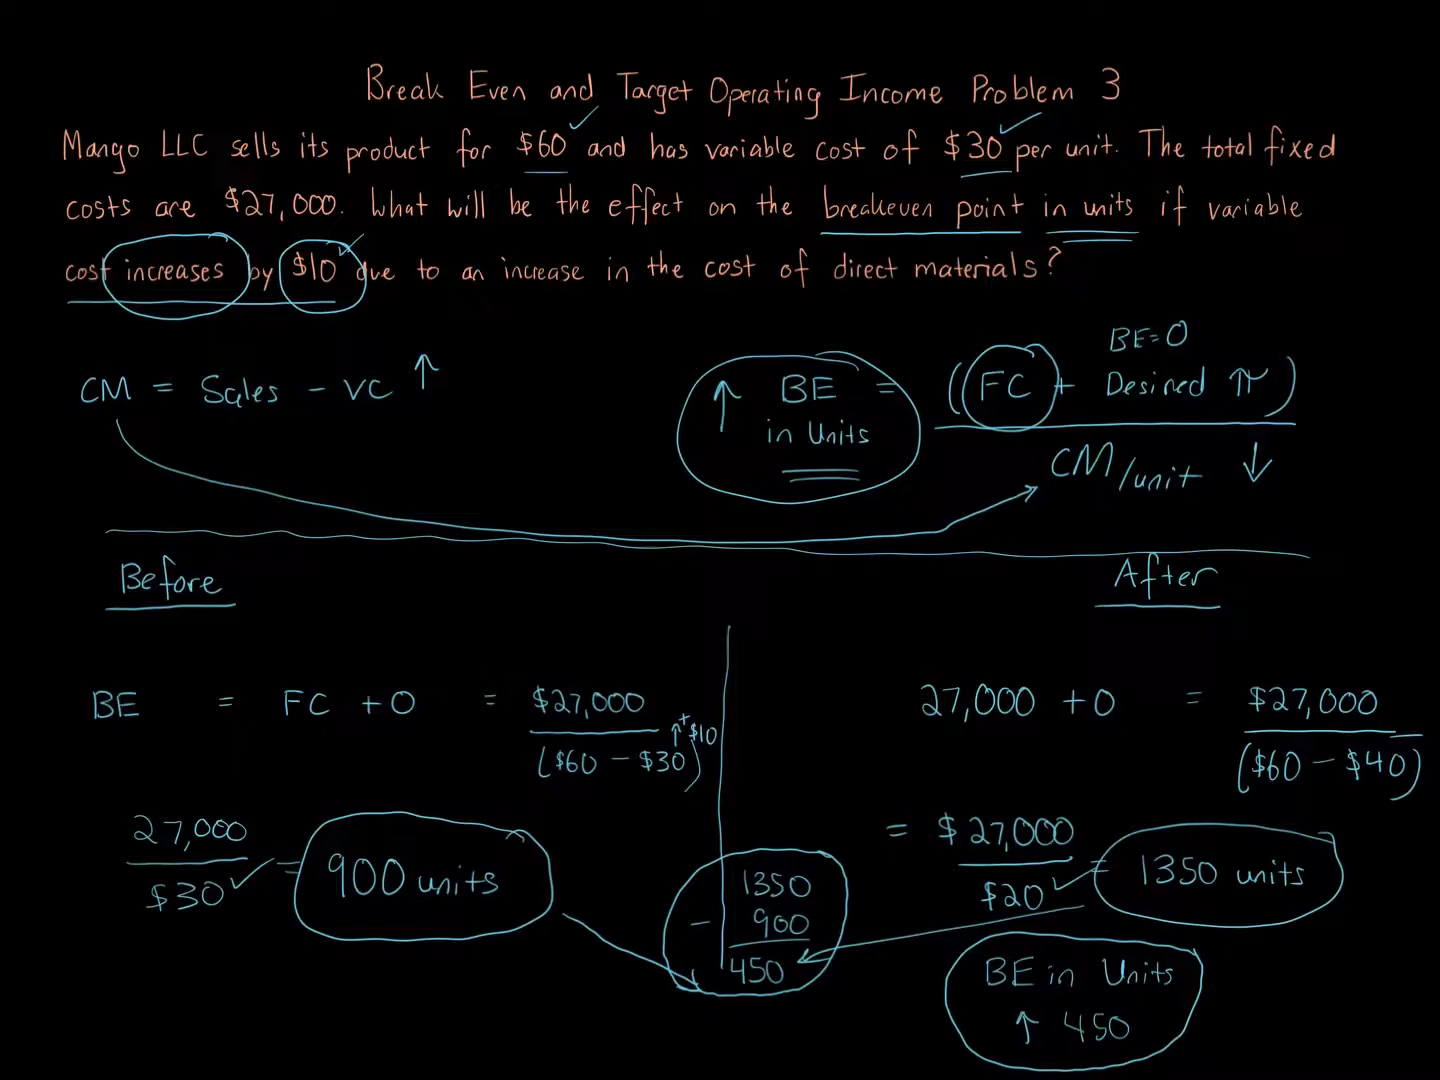 Break Even and Target Operating Income Problem 3
Mango LLC sells its product for $60 and has variable cost of $30 per unit. The total fixed
costs are $27,000. What will be the effect on the breakeven point in units if variable
cost increases by $10 due to an increase in the cost of direct materials?
BE=0
CM = Sales - VC ↑
↑ BE = (FC + Desired π)
in Units
CM/unit ↓
Before
After
BE = FC + 0 = $27,000
↑ + $10
($60 - $30)
27,000 + 0 = $27,000
($60 - $40)
27,000
$30
= 900 units
1350
- 900
450
= $27,000
$20
= 1350 units
BE in Units
↑ 450